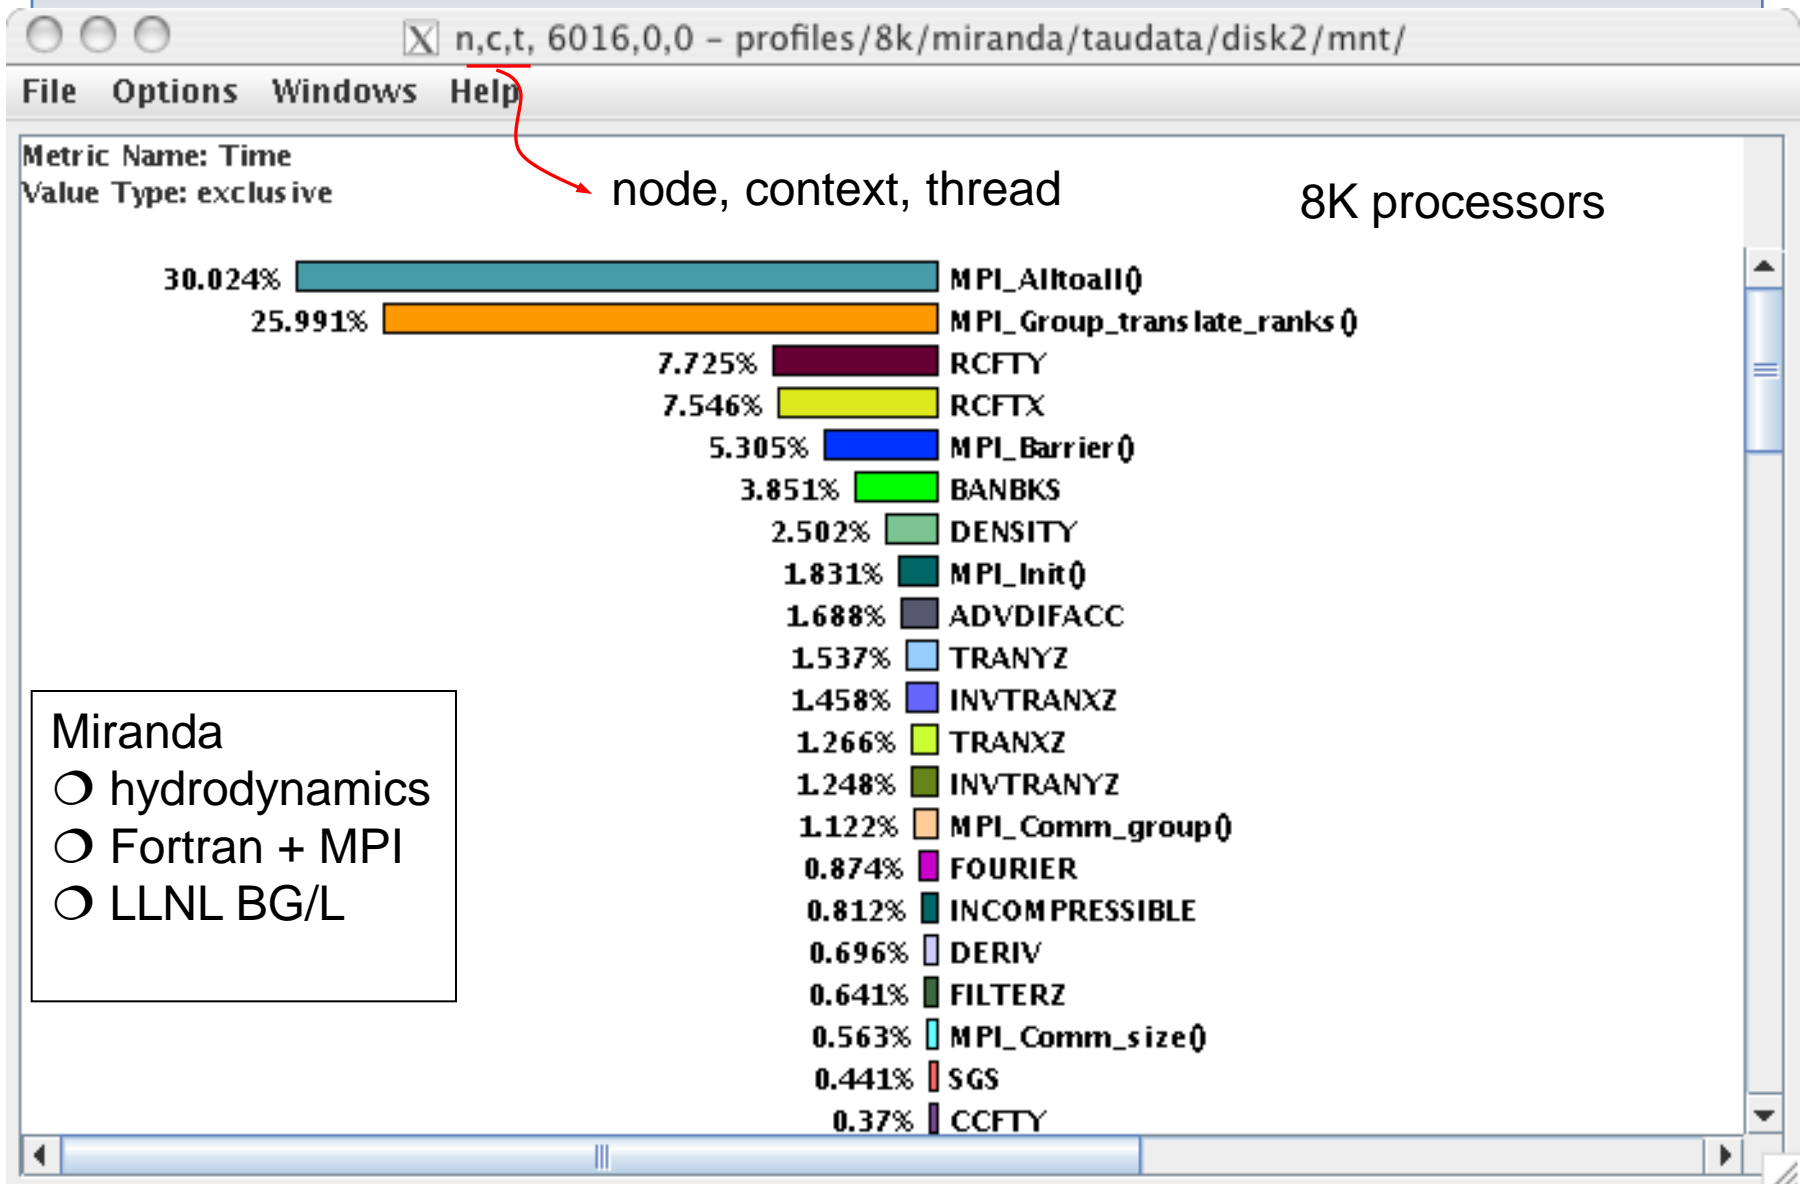 n,c,t, 6016,0,0 – profiles/8k/miranda/taudata/disk2/mnt/
File Options Windows Help
Metric Name: Time
Value Type: exclusive
node, context, thread
8K processors
30.024% MPI_Alltoall()
25.991% MPI_Group_translate_ranks()
7.725% RCFTY
7.546% RCFTX
5.305% MPI_Barrier()
3.851% BANBKS
2.502% DENSITY
1.831% MPI_Init()
1.688% ADVDIFACC
1.537% TRANYZ
1.458% INVTRANXZ
1.266% TRANXZ
1.248% INVTRANYZ
1.122% MPI_Comm_group()
0.874% FOURIER
0.812% INCOMPRESSIBLE
0.696% DERIV
0.641% FILTERZ
0.563% MPI_Comm_size()
0.441% SGS
0.37% CCFTY
Miranda
❍ hydrodynamics
❍ Fortran + MPI
❍ LLNL BG/L